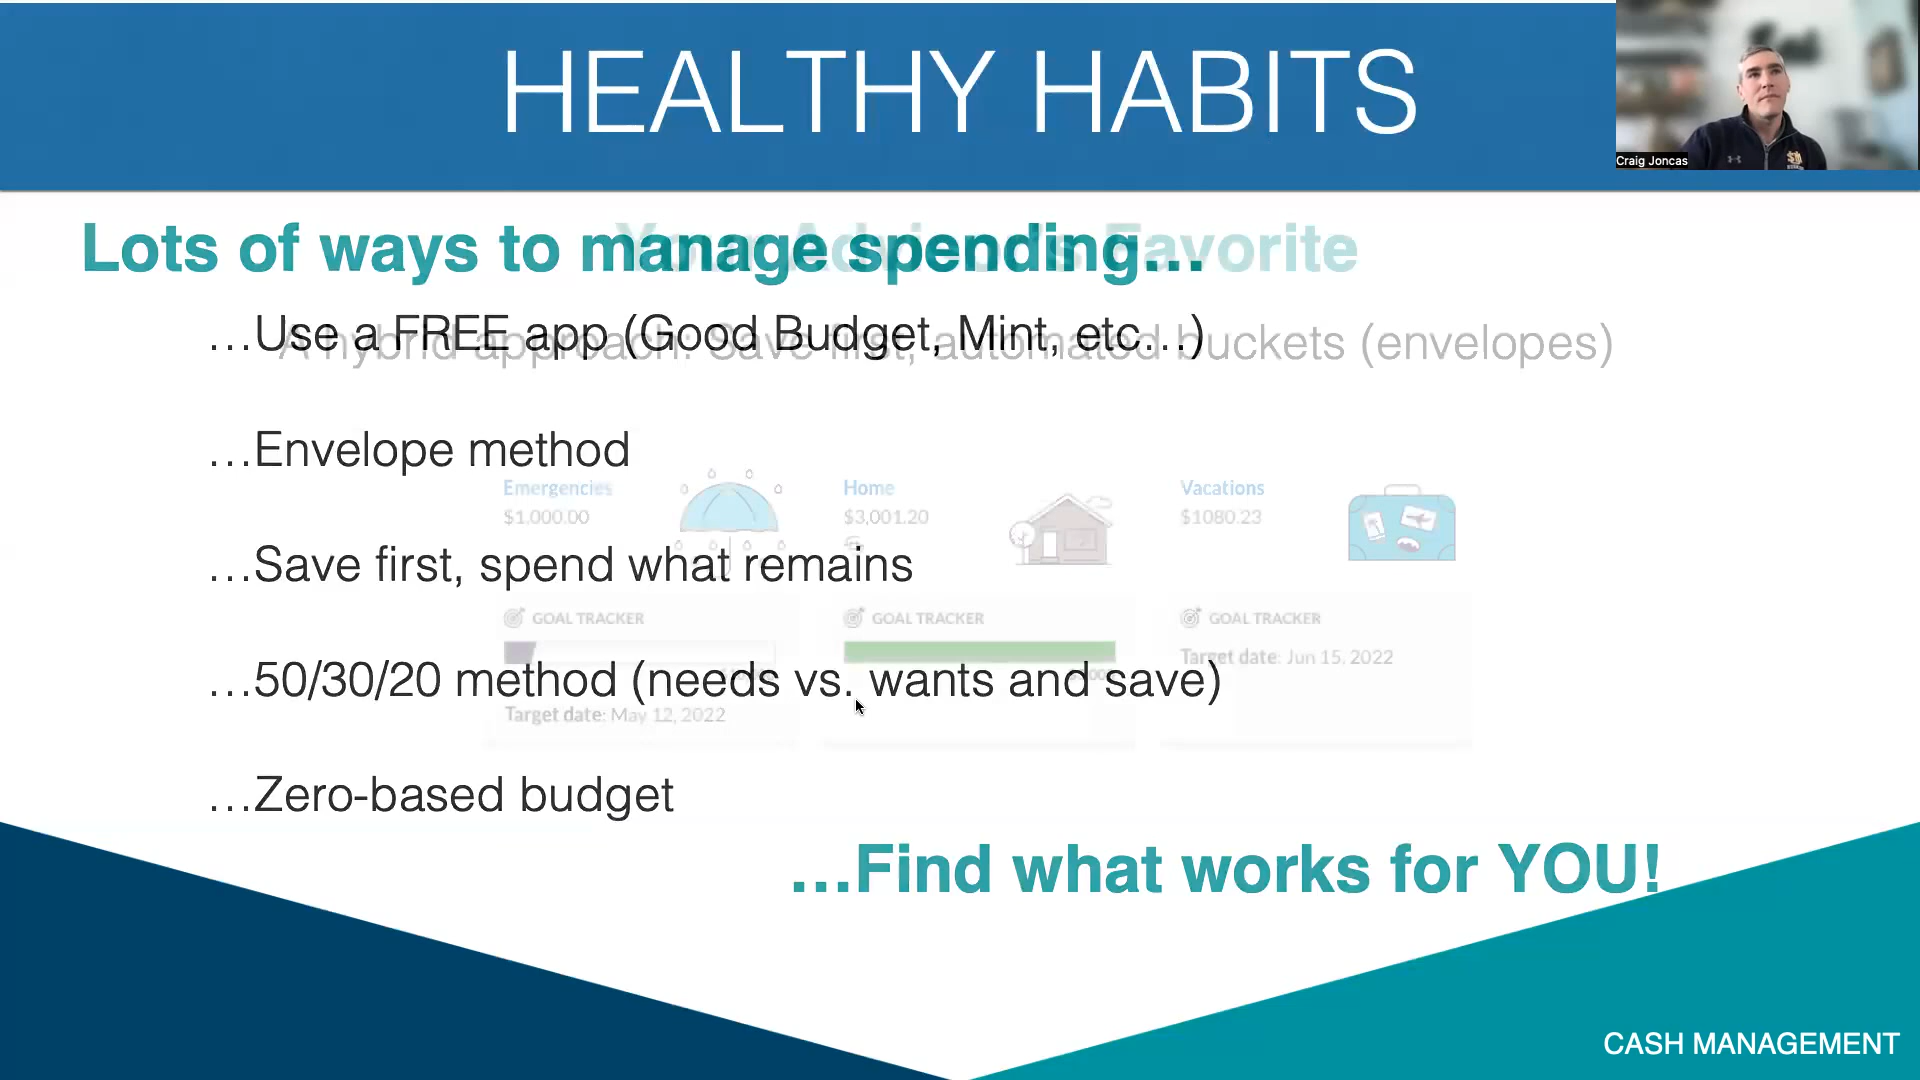 HEALTHY HABITS
Craig Joncas
Lots of ways to manage spending...
Your Advisor's Favorite
...Use a FREE app (Good Budget, Mint, etc...)
A hybrid approach: Save first, automated buckets (envelopes)
...Envelope method
Emergencies
$1,000.00
Home
$3,001.20
Vacations
$1080.23
...Save first, spend what remains
GOAL TRACKER
GOAL TRACKER
GOAL TRACKER
Target date: Jun 15, 2022
...50/30/20 method (needs vs. wants and save)
Target date: May 12, 2022
...Zero-based budget
...Find what works for YOU!
CASH MANAGEMENT